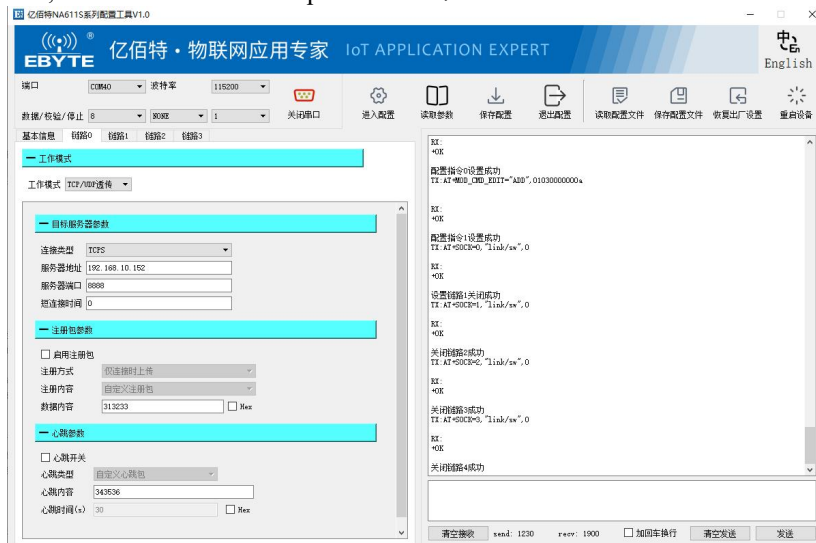 亿佰特NA611S系列配置工具V1.0
((•)) ®
EBYTE
亿佰特·物联网应用专家 IoT APPLICATION EXPERT
中 En
English
端口 COM40 波特率 115200
数据/校验/停止 8 NONE 1
关闭串口
进入配置
读取参数
保存配置
退出配置
读取配置文件
保存配置文件
恢复出厂设置
重启设备
基本信息 链路0 链路1 链路2 链路3
工作模式
工作模式 TCP/UDP透传
目标服务器参数
连接类型 TCPS
服务器地址 192.168.10.152
服务器端口 8888
短连接时间 0
注册包参数
启用注册包
注册方式 仅连接时上传
注册内容 自定义注册包
数据内容 313233 Hex
心跳参数
心跳开关
心跳类型 自定义心跳包
心跳内容 343536
心跳时间(s) 30 Hex
RX:
+OK
配置指令0设置成功
TX:AT+MOD_CMD_EDIT="ADD",01030000000a
RX:
+OK
配置指令1设置成功
TX:AT+SOCK=0,"link/sw",0
RX:
+OK
设置链路1关闭成功
TX:AT+SOCK=1,"link/sw",0
RX:
+OK
关闭链路2成功
TX:AT+SOCK=2,"link/sw",0
RX:
+OK
关闭链路3成功
TX:AT+SOCK=3,"link/sw",0
RX:
+OK
关闭链路4成功
清空接收 send: 1230 recv: 1900 加回车换行 清空发送 发送